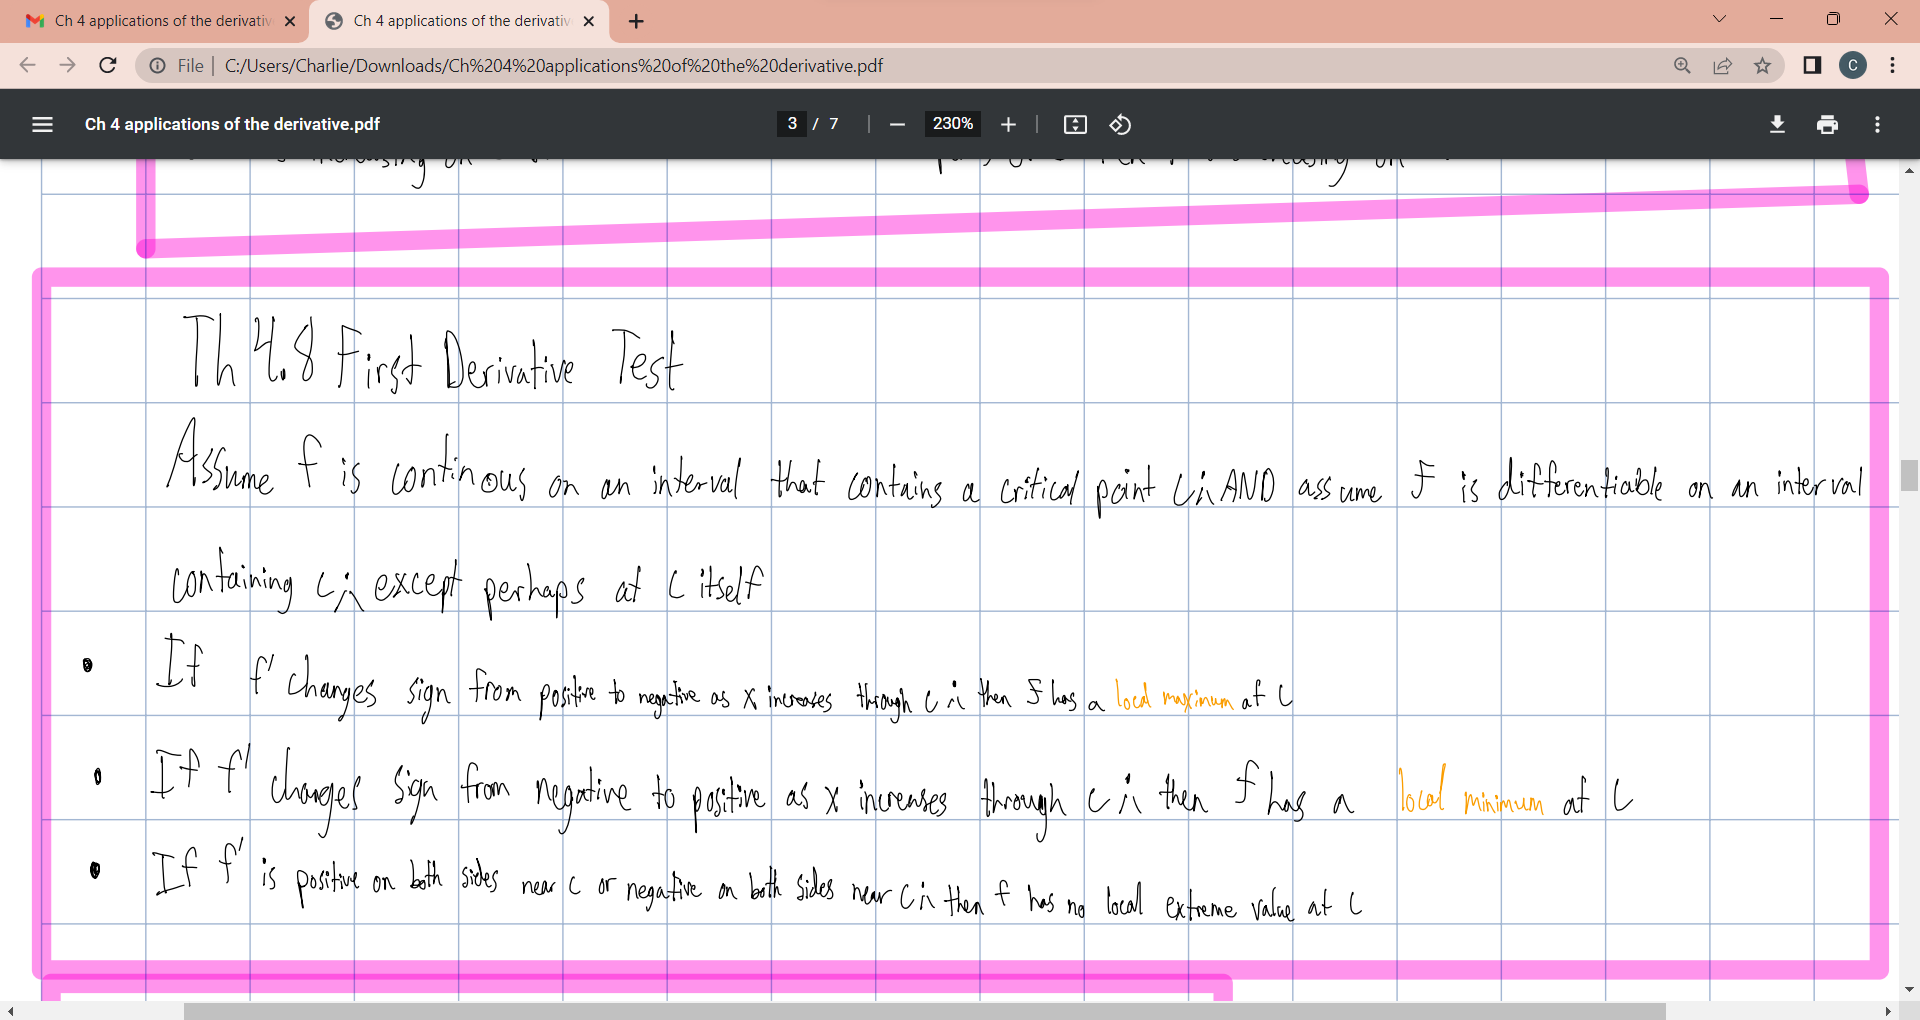 Ch 4 applications of the derivativ
Ch 4 applications of the derivativ
File | C:/Users/Charlie/Downloads/Ch%204%20applications%20of%20the%20derivative.pdf
C
Ch 4 applications of the derivative.pdf
3 / 7
230%
Th 4.8 First Derivative Test
Assume f is continous on an interval that contains a critical point c AND assume f is differentiable on an interval
containing c except perhaps at c itself
• If f' changes sign from positive to negative as x increases through c then f has a local maximum at c
• If f' changes sign from negative to positive as x increases through c then f has a local minimum at c
• If f' is positive on both sides near c or negative on both sides near c then f has no local extreme value at c